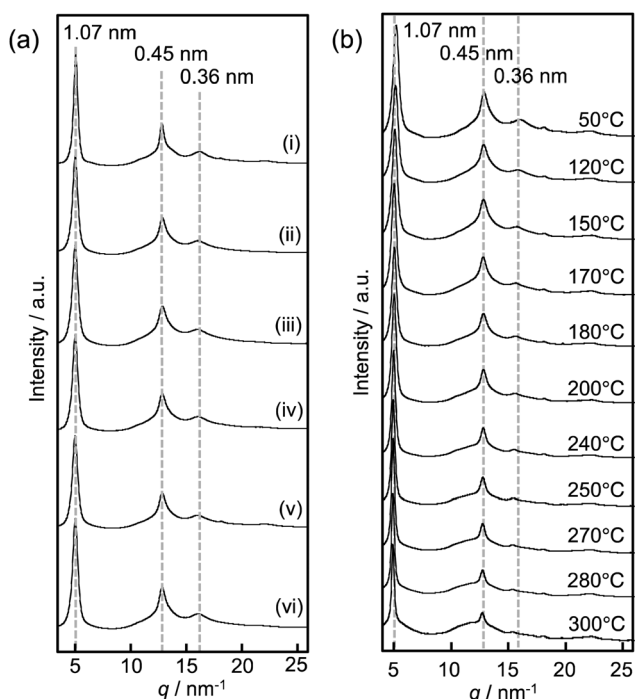 (a)
1.07 nm
0.45 nm
0.36 nm
(i)
(ii)
(iii)
(iv)
(v)
(vi)
Intensity / a.u.
5 10 15 20 25
q / nm⁻¹
(b)
1.07 nm
0.45 nm
0.36 nm
50°C
120°C
150°C
170°C
180°C
200°C
240°C
250°C
270°C
280°C
300°C
Intensity / a.u.
5 10 15 20 25
q / nm⁻¹